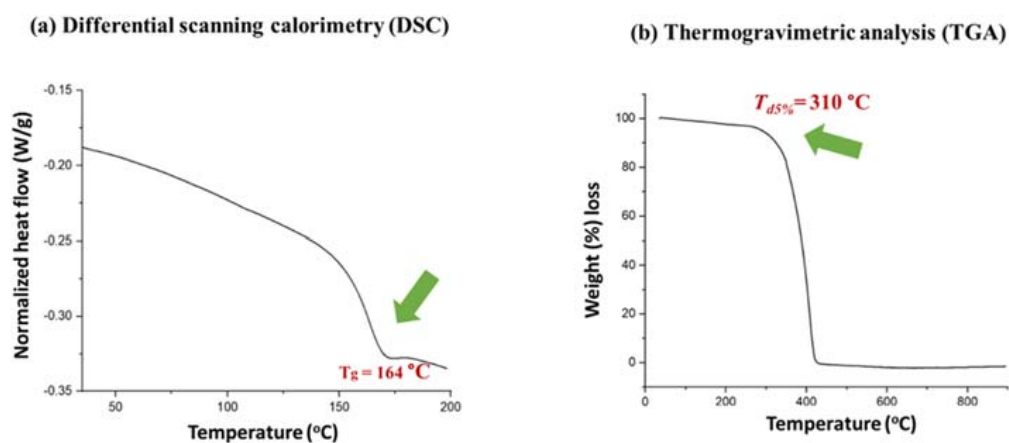 (a) Differential scanning calorimetry (DSC)
Normalized heat flow (W/g)
-0.15
-0.20
-0.25
-0.30
-0.35
Tg = 164 °C
50
100
150
200
Temperature (°C)
(b) Thermogravimetric analysis (TGA)
Weight (%) loss
100
80
60
40
20
0
Td5% = 310 °C
0
200
400
600
800
Temperature (°C)